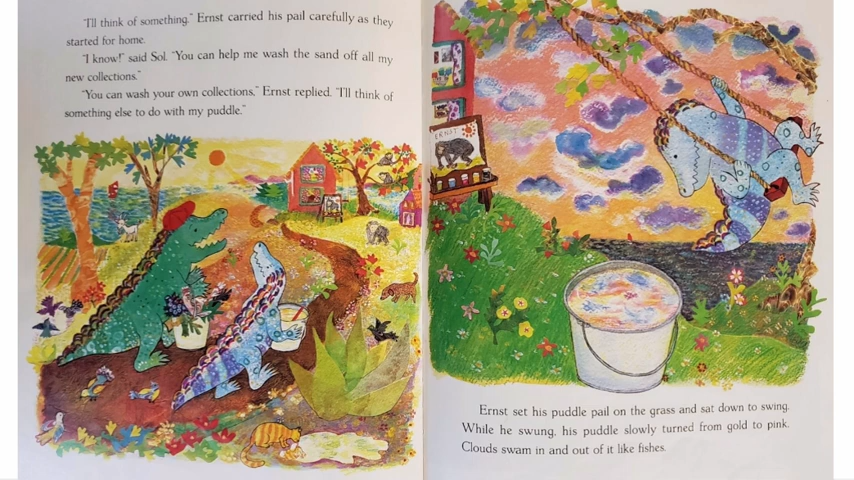 "I'll think of something." Ernst carried his pail carefully as they
started for home.
"I know!" said Sol. "You can help me wash the sand off all my
new collections."
"You can wash your own collections," Ernst replied. "I'll think of
something else to do with my puddle."
ERNST
Ernst set his puddle pail on the grass and sat down to swing.
While he swung, his puddle slowly turned from gold to pink.
Clouds swam in and out of it like fishes.